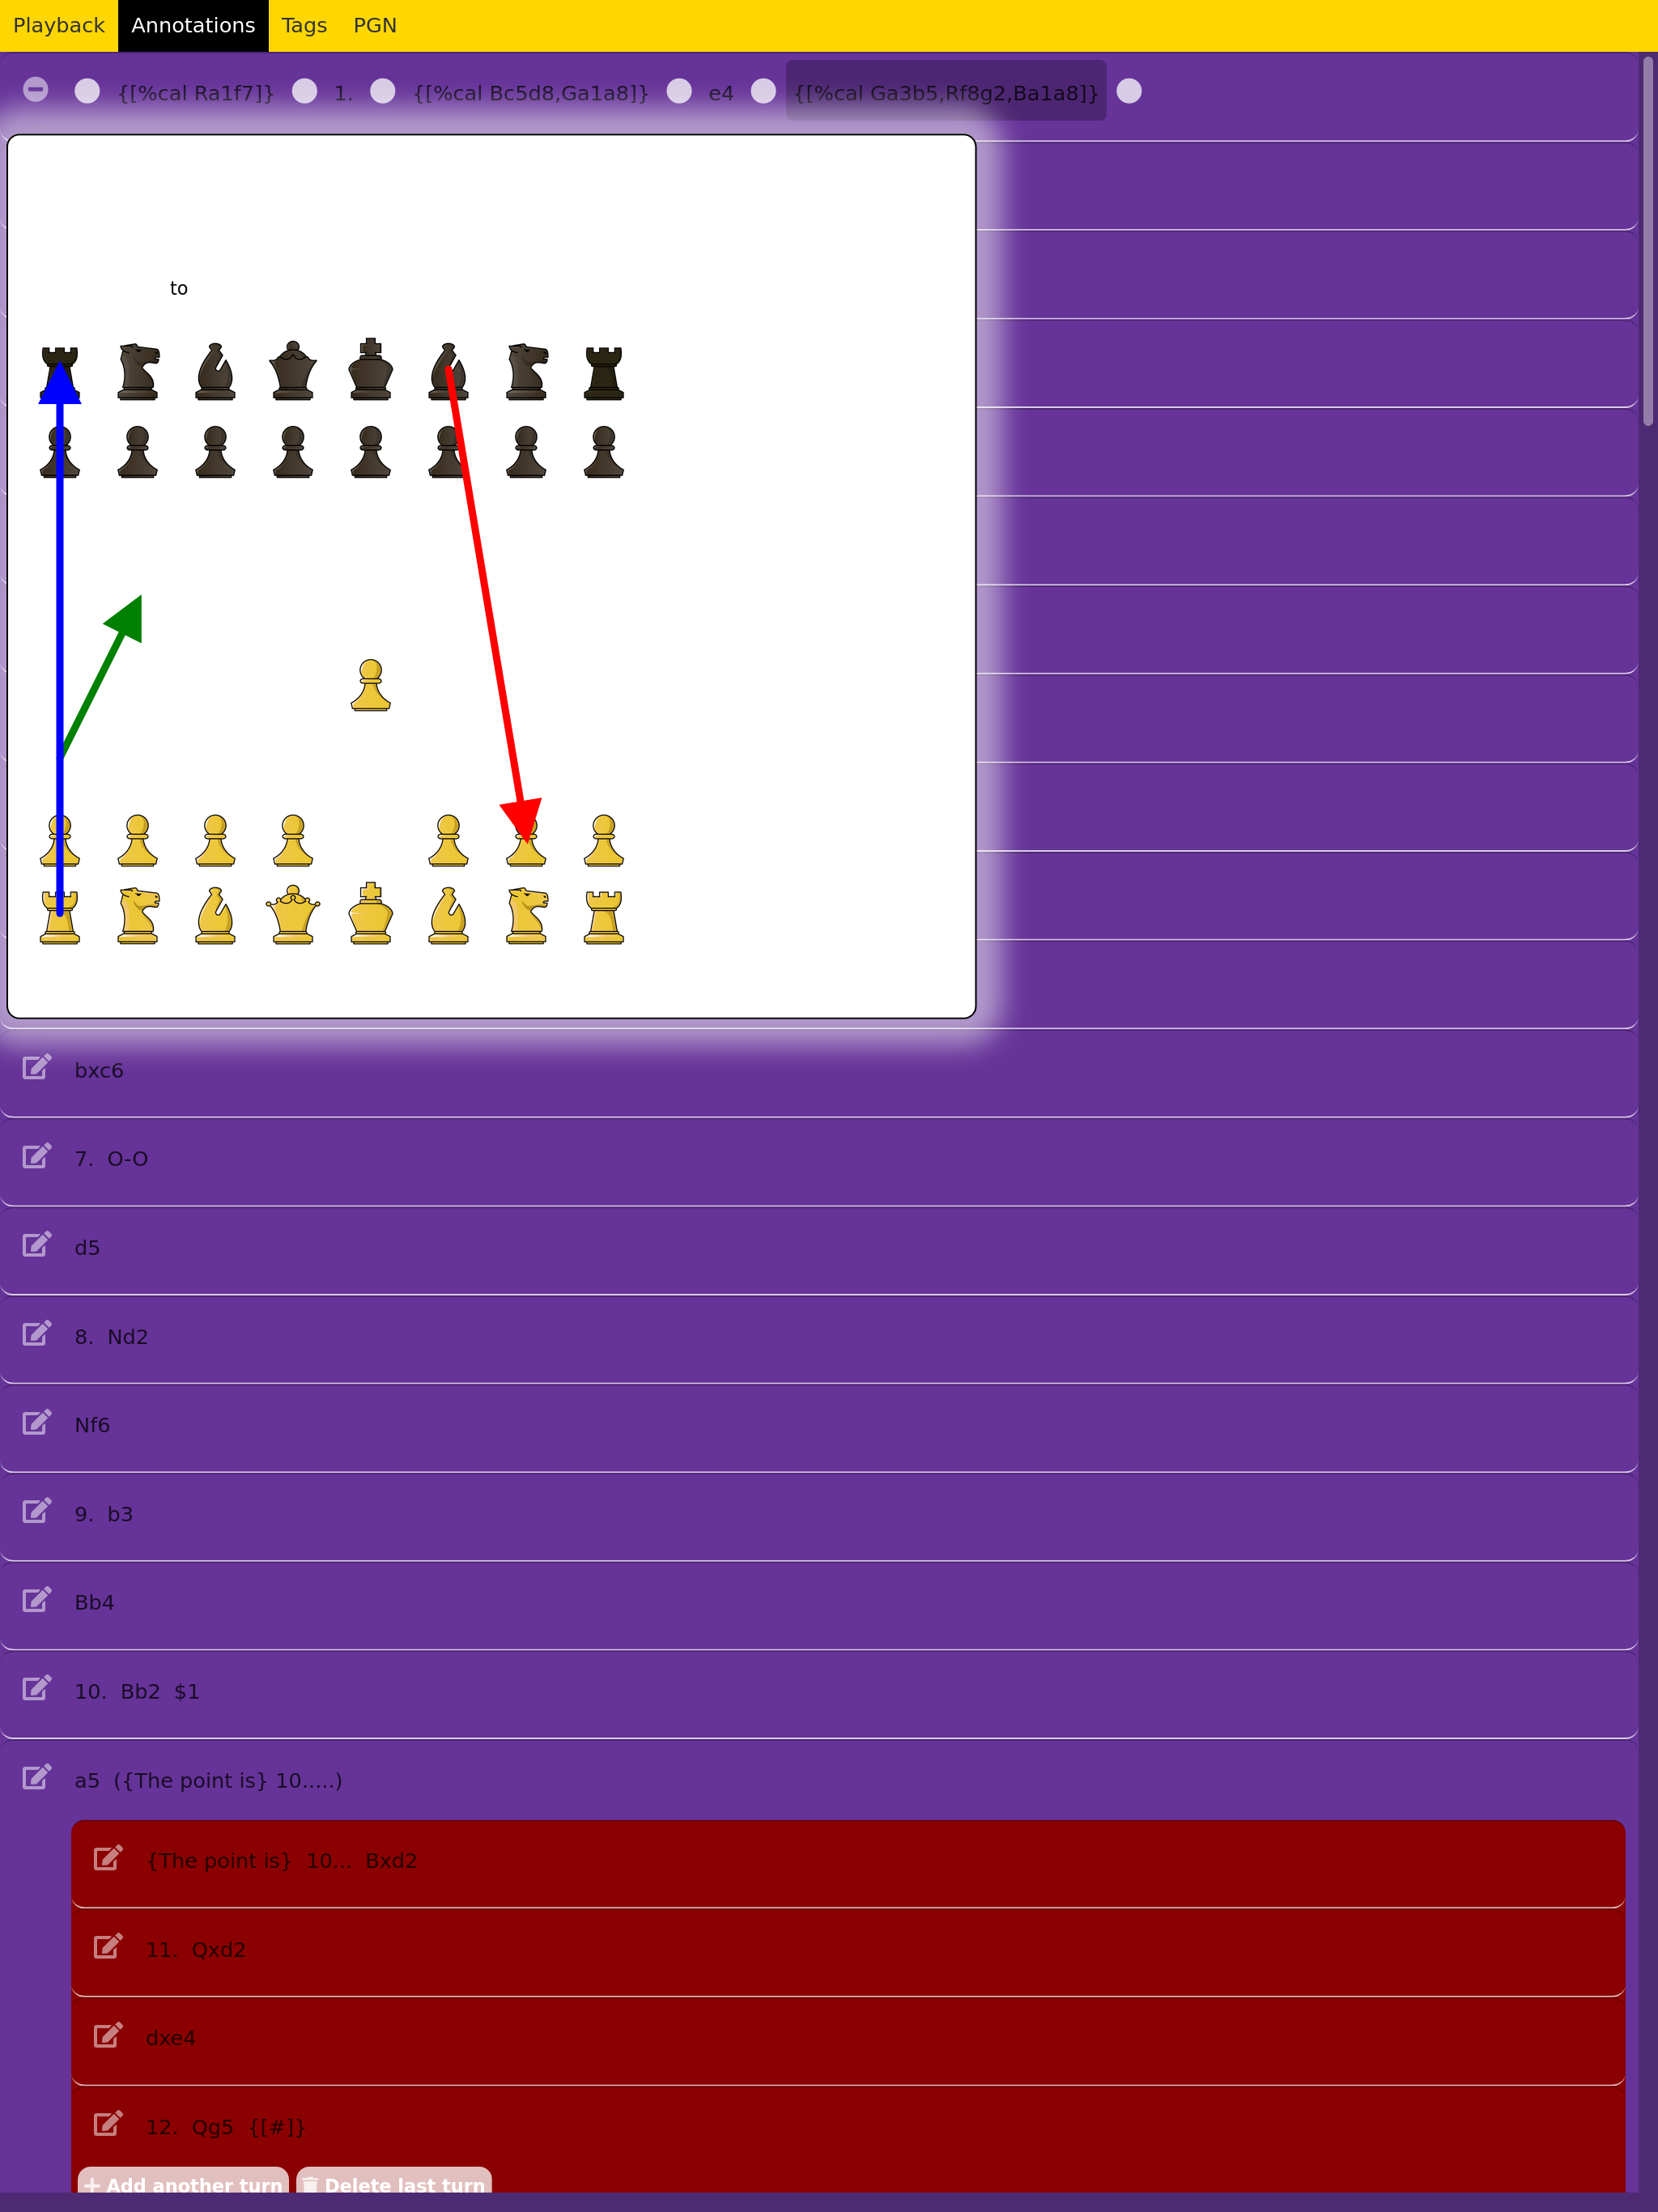 Playback Annotations Tags PGN
{[%cal Ra1f7]} 1. {[%cal Bc5d8,Ga1a8]} e4 {[%cal Ga3b5,Rf8g2,Ba1a8]}
to
bxc6
7. O-O
d5
8. Nd2
Nf6
9. b3
Bb4
10. Bb2 $1
a5 ({The point is} 10.....)
{The point is} 10... Bxd2
11. Qxd2
dxe4
12. Qg5 {[#]}
Add another turn Delete last turn